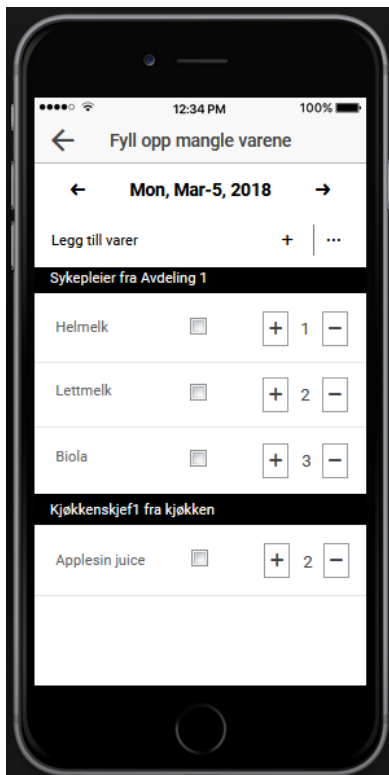 12:34 PM 100%
Fyll opp mangle varene
Mon, Mar-5, 2018
Legg till varer + ...
Sykepleier fra Avdeling 1
Helmelk + 1 −
Lettmelk + 2 −
Biola + 3 −
Kjøkkenskjef1 fra kjøkken
Applesin juice + 2 −